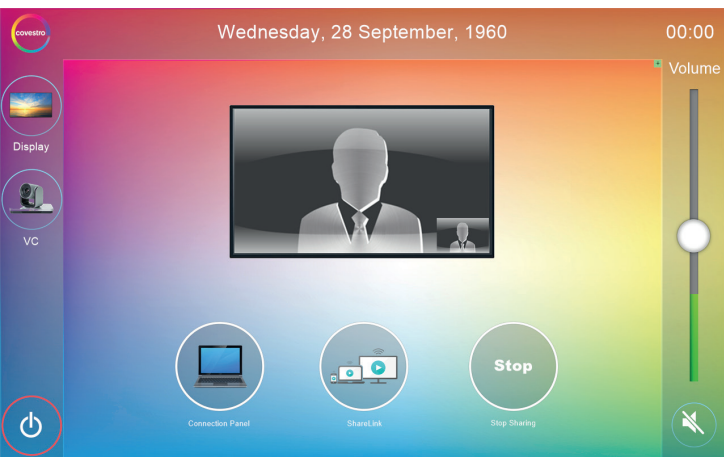 covestro
Wednesday, 28 September, 1960
00:00
Volume
Display
VC
Stop
Connection Panel
ShareLink
Stop Sharing